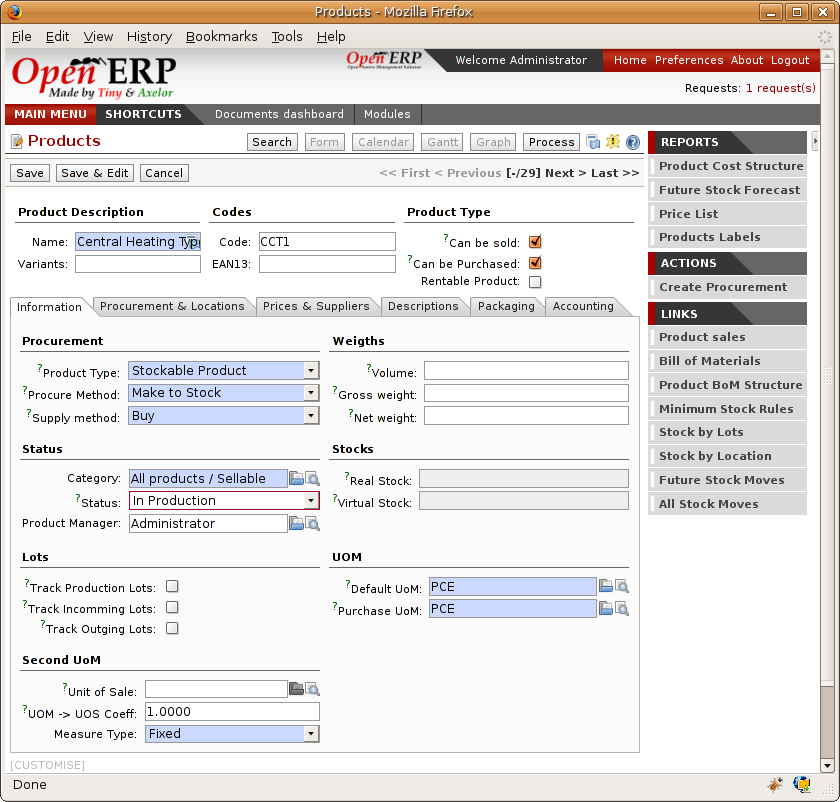 Products - Mozilla Firefox
File Edit View History Bookmarks Tools Help
Open ERP
Made by Tiny & Axelor
Open ERP
Open Source Management Solution
Welcome Administrator
Home Preferences About Logout
Requests: 1 request(s)
MAIN MENU SHORTCUTS Documents dashboard Modules
Products
Search Form Calendar Gantt Graph Process
Save Save & Edit Cancel
<< First < Previous [-/29] Next > Last >>
Product Description Codes Product Type
Name: Central Heating Typ Code: CCT1 ? Can be sold:
Variants: EAN13: ? Can be Purchased:
Rentable Product:
Information Procurement & Locations Prices & Suppliers Descriptions Packaging Accounting
Procurement Weigths
? Product Type: Stockable Product ? Volume:
? Procure Method: Make to Stock ? Gross weight:
? Supply method: Buy ? Net weight:
Status Stocks
Category: All products / Sellable ? Real Stock:
? Status: In Production ? Virtual Stock:
Product Manager: Administrator
Lots UOM
? Track Production Lots: ? Default UoM: PCE
? Track Incomming Lots: ? Purchase UoM: PCE
? Track Outging Lots:
Second UoM
? Unit of Sale:
? UOM -> UOS Coeff: 1.0000
Measure Type: Fixed
[CUSTOMISE]
REPORTS
Product Cost Structure
Future Stock Forecast
Price List
Products Labels
ACTIONS
Create Procurement
LINKS
Product sales
Bill of Materials
Product BoM Structure
Minimum Stock Rules
Stock by Lots
Stock by Location
Future Stock Moves
All Stock Moves
Done